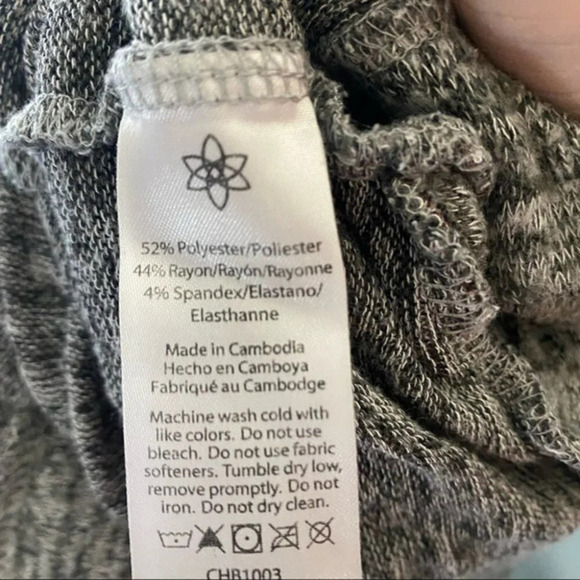 52% Polyester/Poliester
44% Rayon/Rayón/Rayonne
4% Spandex/Elastano/
Elasthanne
Made in Cambodia
Hecho en Camboya
Fabriqué au Cambodge
Machine wash cold with
like colors. Do not use
bleach. Do not use fabric
softeners. Tumble dry low,
remove promptly. Do not
iron. Do not dry clean.
CHB1003